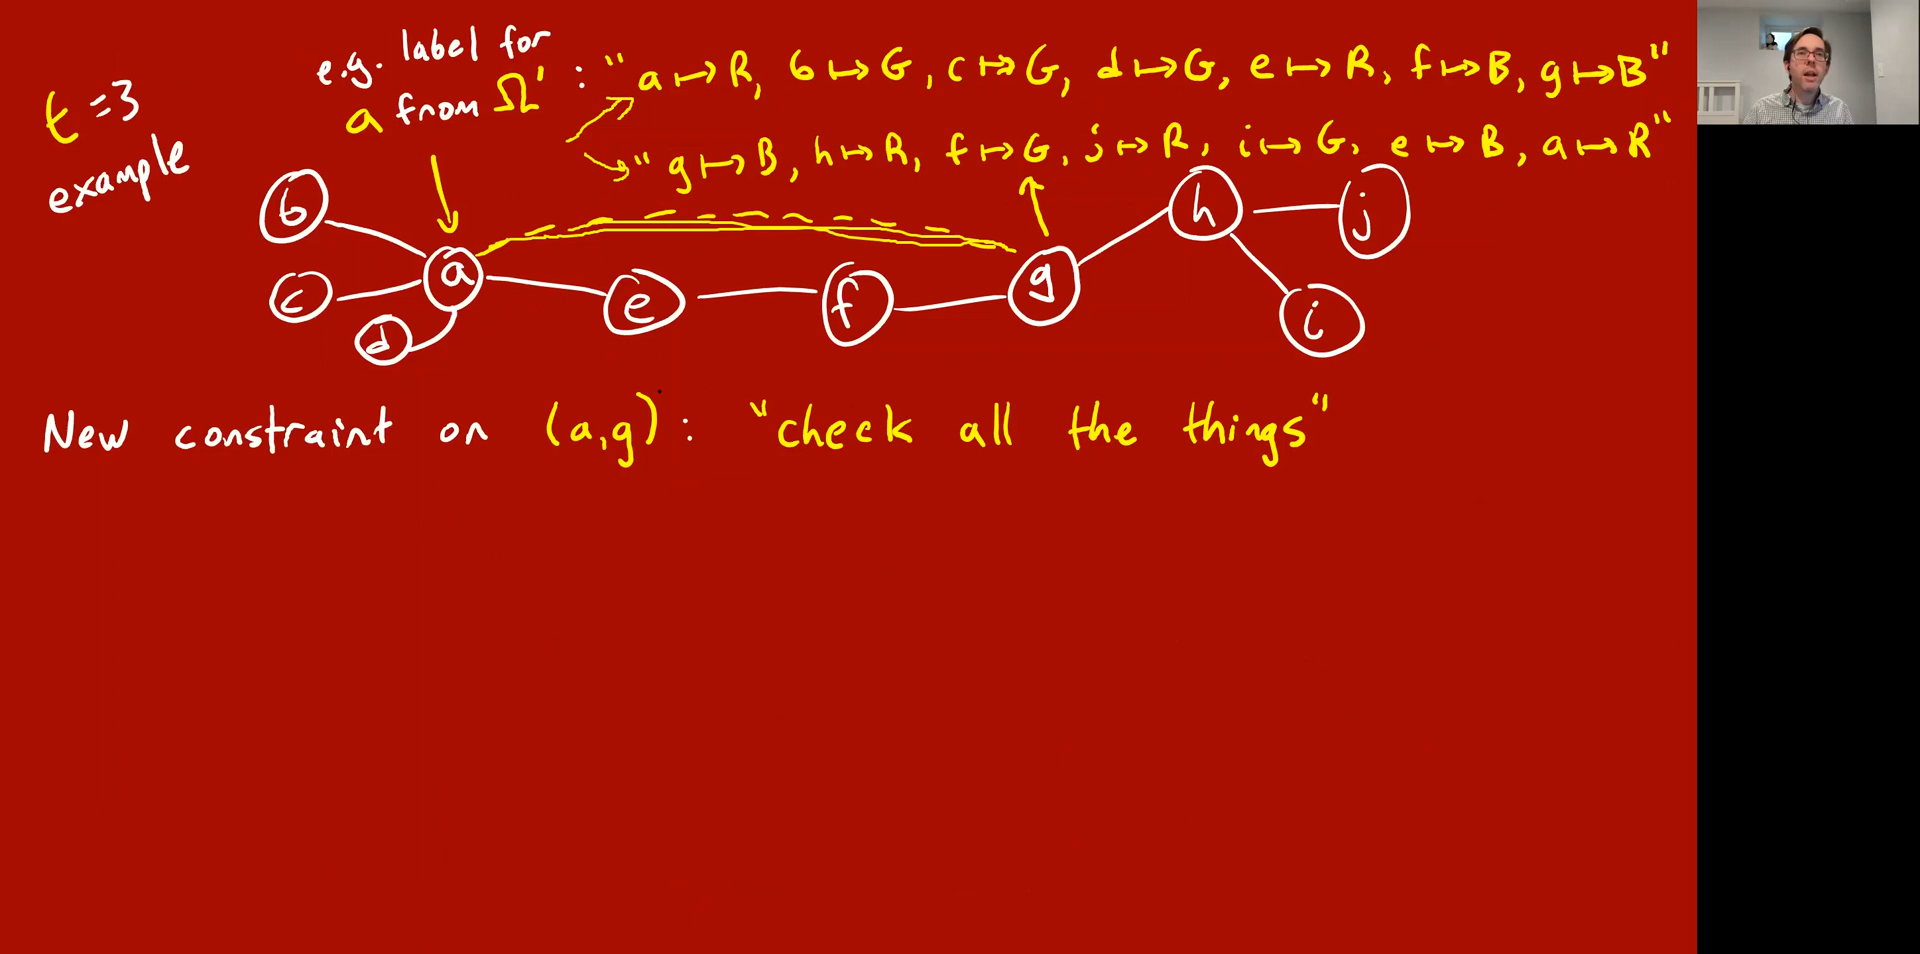 e.g. label for
a from Ω' : "a ↦ R, b ↦ G, c ↦ G, d ↦ G, e ↦ R, f ↦ B, g ↦ B"
"g ↦ B, h ↦ R, f ↦ G, j ↦ R, i ↦ G, e ↦ B, a ↦ R"
t = 3
example
b
c
d
a
e
f
g
h
j
i
New constraint on (a,g) : "check all the things"